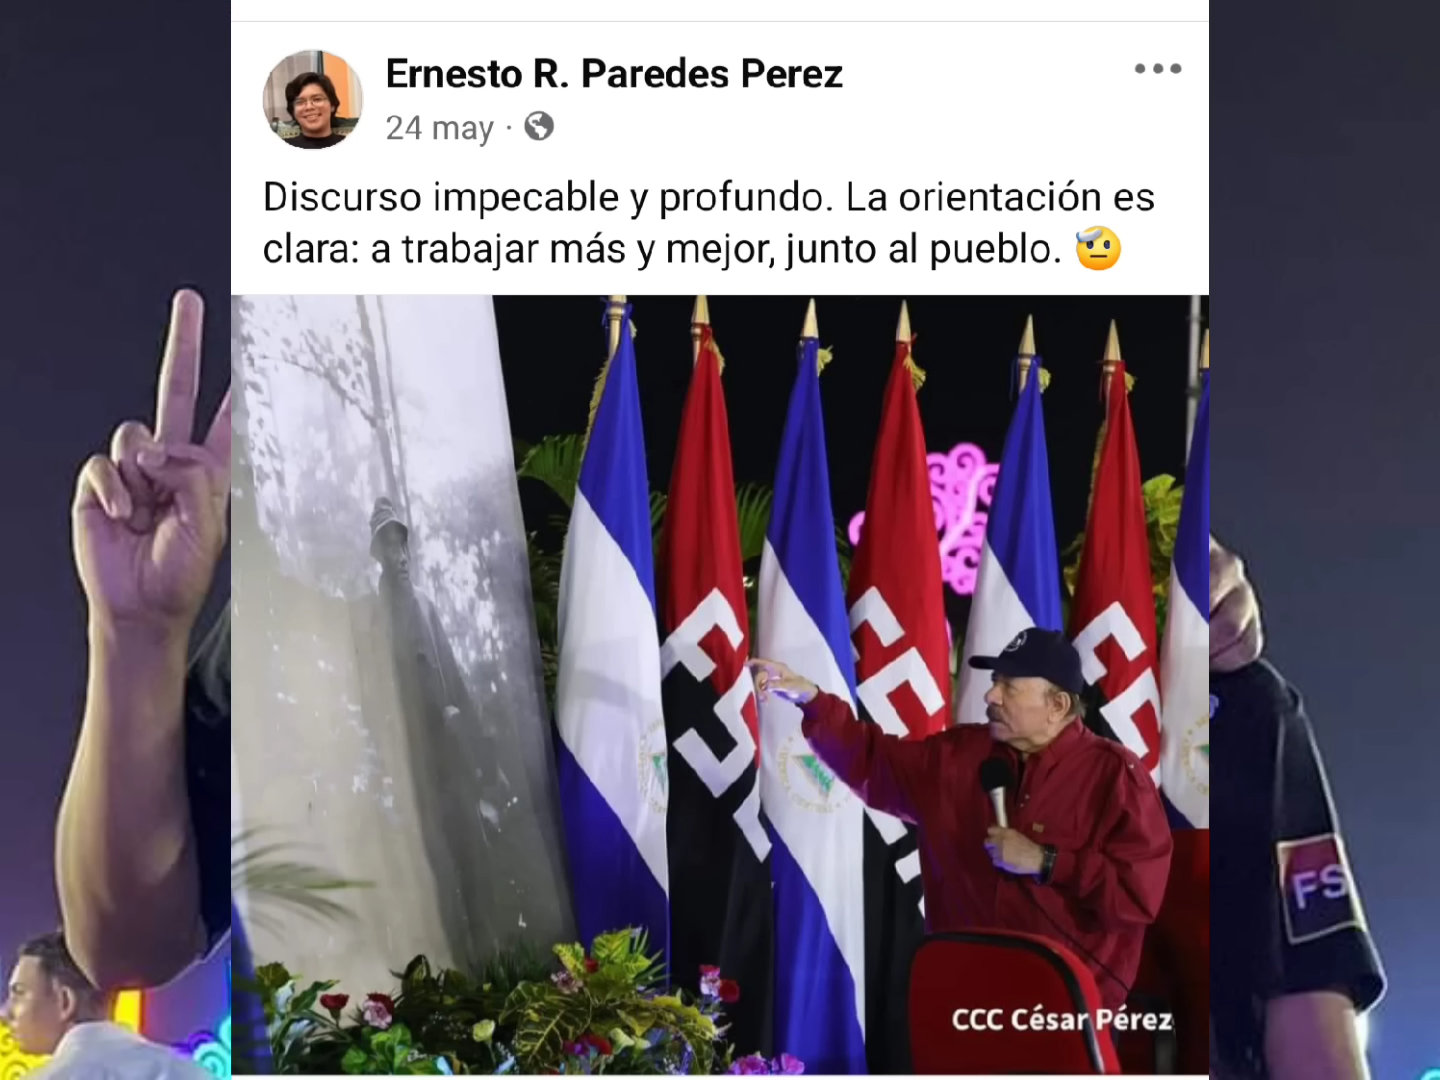 Ernesto R. Paredes Perez
24 may ·
Discurso impecable y profundo. La orientación es
clara: a trabajar más y mejor, junto al pueblo.
FS
CCC César Pérez